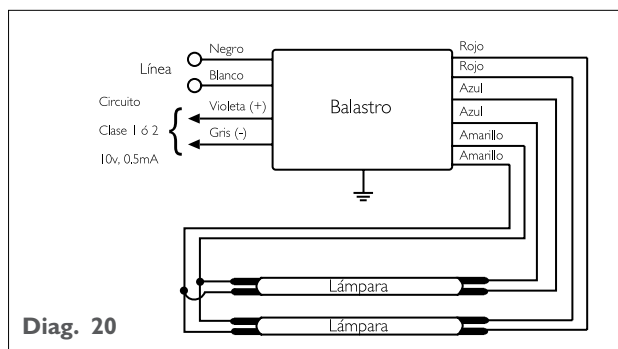 Línea
Negro
Blanco
Circuito
Clase 1 ó 2
10v, 0.5mA
Violeta (+)
Gris (-)
Balastro
Rojo
Rojo
Azul
Azul
Amarillo
Amarillo
Lámpara
Lámpara
Diag. 20